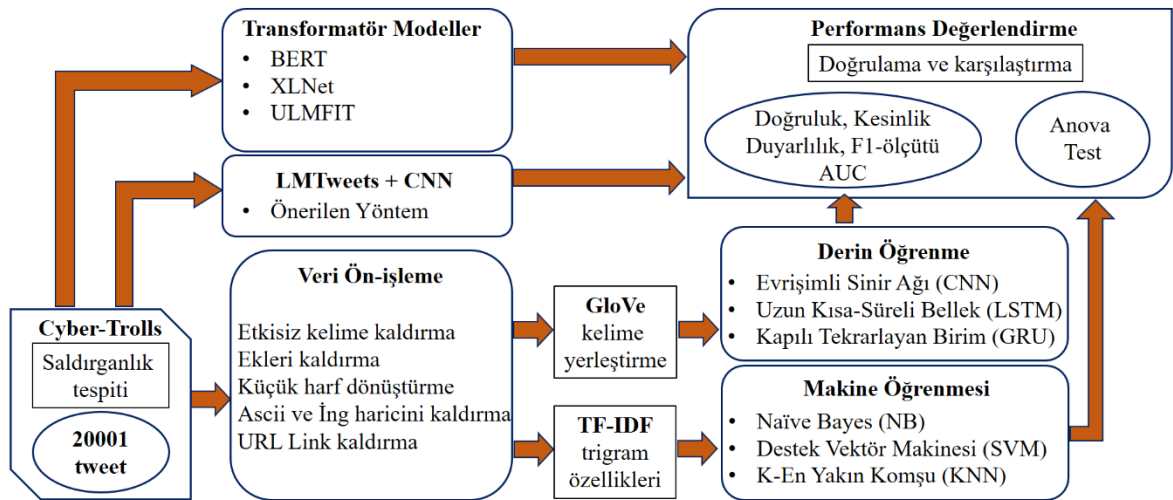 Transformatör Modeller
• BERT
• XLNet
• ULMFIT
LMTweets + CNN
• Önerilen Yöntem
Performans Değerlendirme
Doğrulama ve karşılaştırma
Doğruluk, Kesinlik
Duyarlılık, F1-ölçütü
AUC
Anova
Test
Cyber-Trolls
Saldırganlık
tespiti
20001
tweet
Veri Ön-işleme
Etkisiz kelime kaldırma
Ekleri kaldırma
Küçük harf dönüştürme
Ascii ve İng haricini kaldırma
URL Link kaldırma
GloVe
kelime
yerleştirme
TF-IDF
trigram
özellikleri
Derin Öğrenme
• Evrişimli Sinir Ağı (CNN)
• Uzun Kısa-Süreli Bellek (LSTM)
• Kapılı Tekrarlayan Birim (GRU)
Makine Öğrenmesi
• Naïve Bayes (NB)
• Destek Vektör Makinesi (SVM)
• K-En Yakın Komşu (KNN)